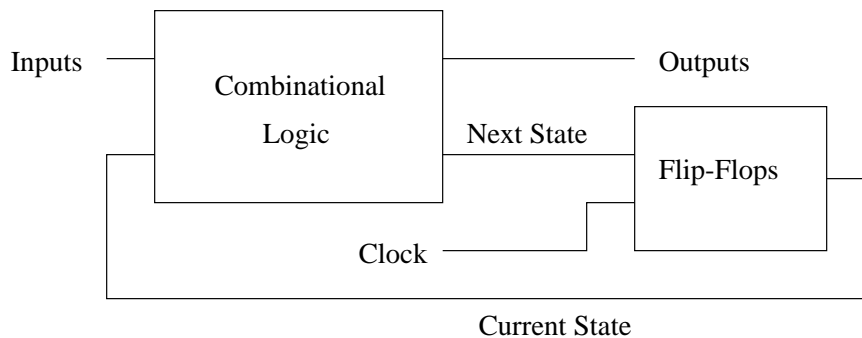 Inputs
Combinational
Logic
Outputs
Next State
Flip-Flops
Clock
Current State